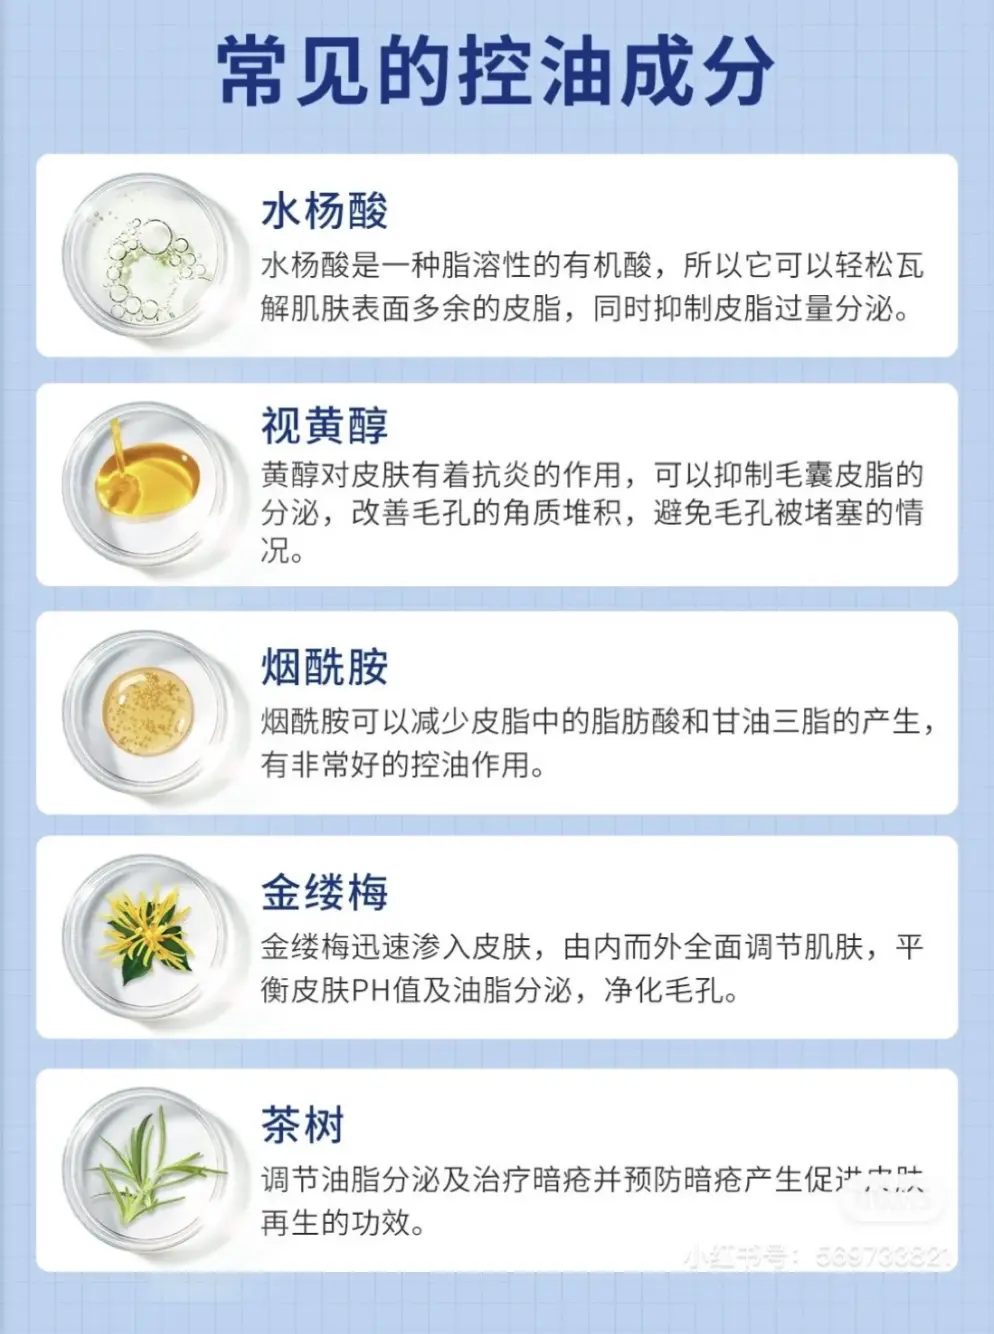 常见的控油成分
水杨酸
水杨酸是一种脂溶性的有机酸，所以它可以轻松瓦
解肌肤表面多余的皮脂，同时抑制皮脂过量分泌。
视黄醇
黄醇对皮肤有着抗炎的作用，可以抑制毛囊皮脂的
分泌，改善毛孔的角质堆积，避免毛孔被堵塞的情
况。
烟酰胺
烟酰胺可以减少皮脂中的脂肪酸和甘油三脂的产生，
有非常好的控油作用。
金缕梅
金缕梅迅速渗入皮肤，由内而外全面调节肌肤，平
衡皮肤PH值及油脂分泌，净化毛孔。
茶树
调节油脂分泌及治疗暗疮并预防暗疮产生促进皮肤
再生的功效。
小红书号：569733821